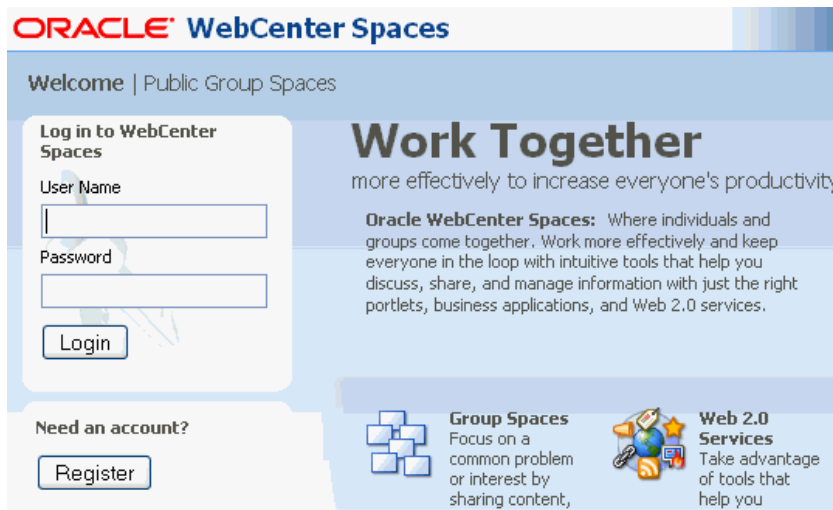 ORACLE WebCenter Spaces
Welcome | Public Group Spaces
Log in to WebCenter
Spaces
User Name
Password
Login
Need an account?
Register
Work Together
more effectively to increase everyone's productivity
Oracle WebCenter Spaces: Where individuals and
groups come together. Work more effectively and keep
everyone in the loop with intuitive tools that help you
discuss, share, and manage information with just the right
portlets, business applications, and Web 2.0 services.
Group Spaces
Focus on a
common problem
or interest by
sharing content,
Web 2.0
Services
Take advantage
of tools that
help you